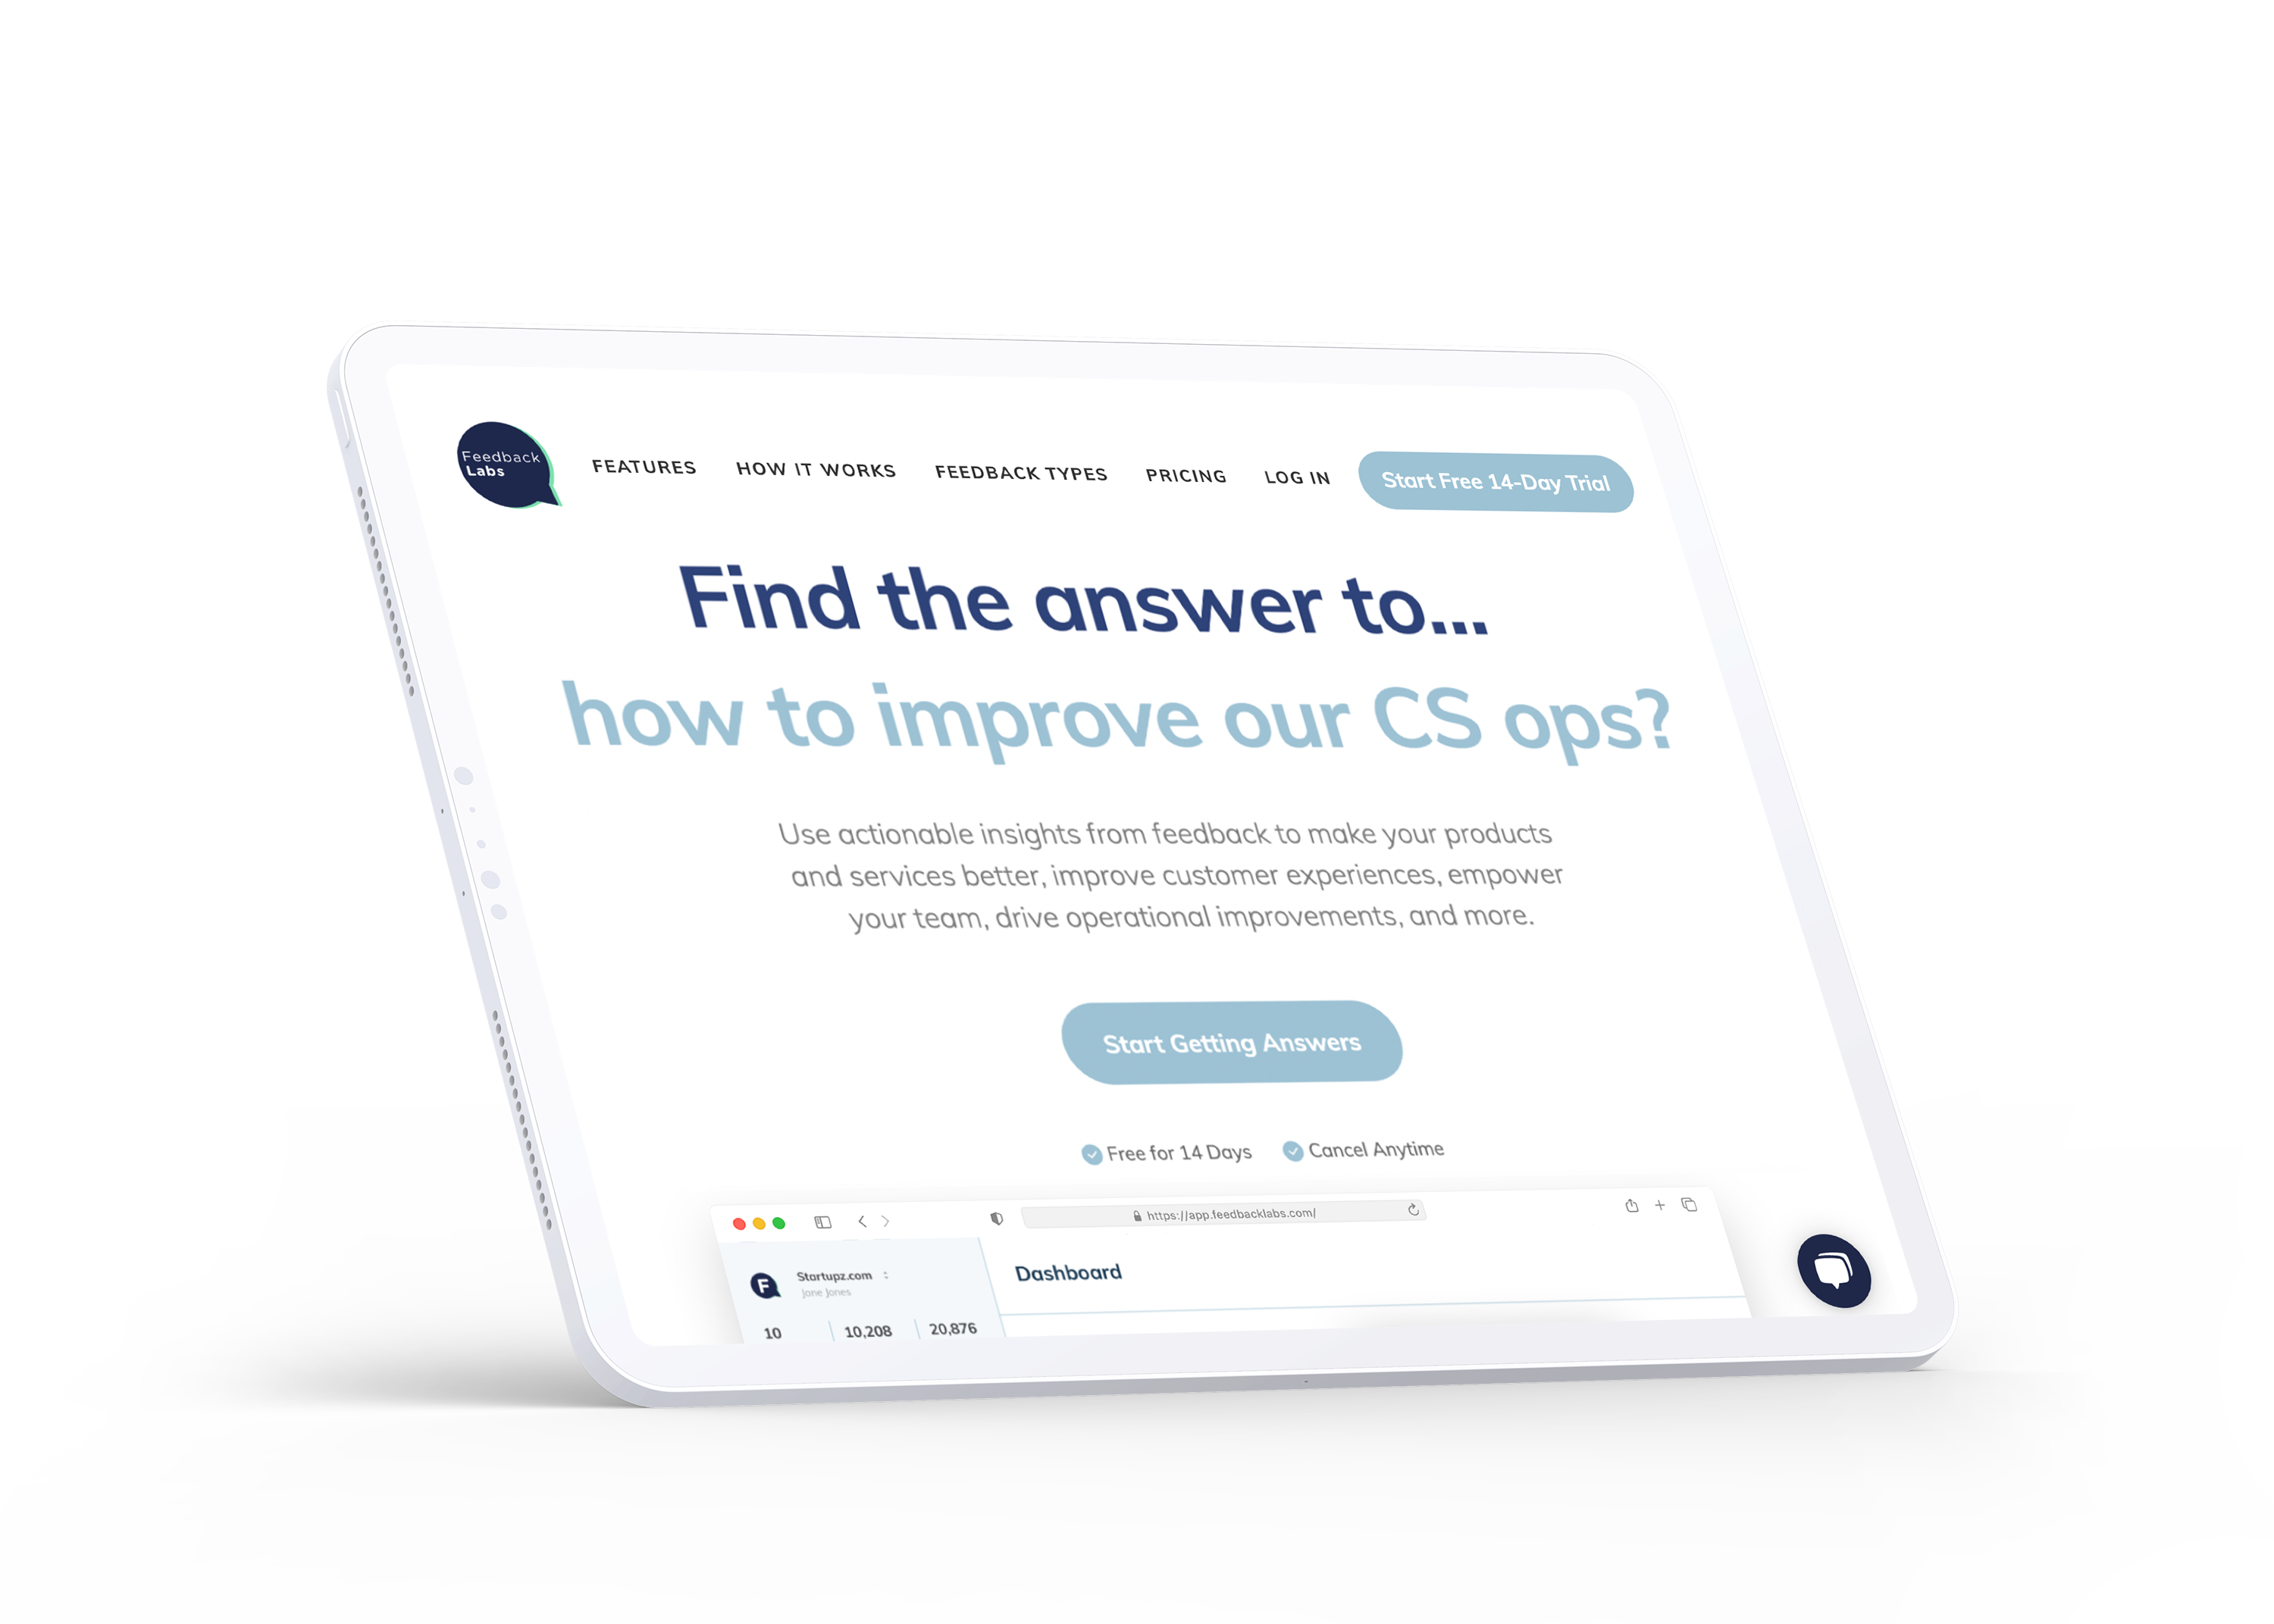 Feedback
Labs
FEATURES
HOW IT WORKS
FEEDBACK TYPES
PRICING
LOG IN
Start Free 14-Day Trial
Find the answer to...
how to improve our CS ops?
Use actionable insights from feedback to make your products
and services better, improve customer experiences, empower
your team, drive operational improvements, and more.
Start Getting Answers
Free for 14 Days
Cancel Anytime
https://app.feedbacklabs.com/
F
Startupz.com
Jane Jones
10
10,208
20,876
Dashboard